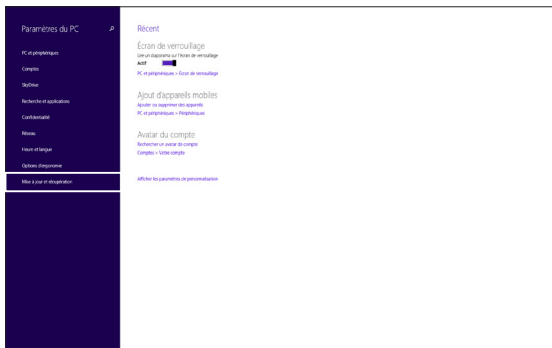 Paramètres du PC
PC et périphériques
Comptes
SkyDrive
Recherche et applications
Confidentialité
Réseau
Heure et langue
Options d'ergonomie
Mise à jour et récupération
Récent
Écran de verrouillage
Lire un diaporama sur l'écran de verrouillage
Actif
PC et périphériques > Écran de verrouillage
Ajout d'appareils mobiles
Ajouter ou supprimer des appareils
PC et périphériques > Périphériques
Avatar du compte
Rechercher un avatar de compte
Comptes > Votre compte
Afficher les paramètres de personnalisation